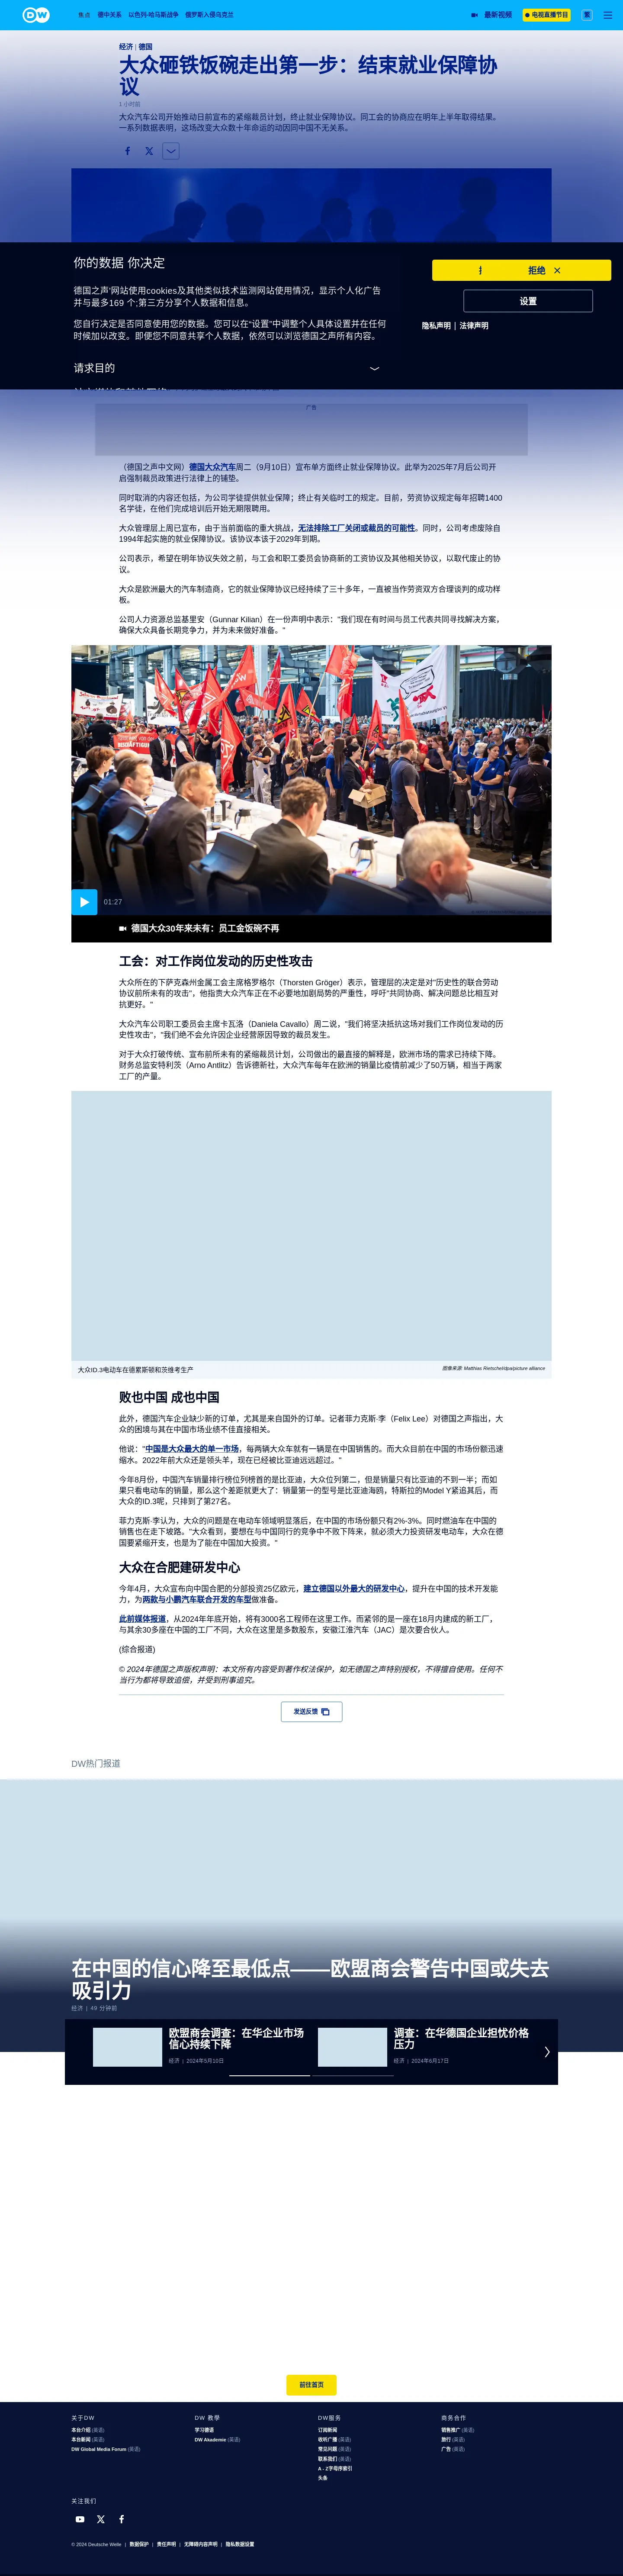 DW
焦点 德中关系 以色列-哈马斯战争 俄罗斯入侵乌克兰
最新视频
电视直播节目
繁
经济 | 德国
大众砸铁饭碗走出第一步：结束就业保障协
议
1 小时前
大众汽车公司开始推动日前宣布的紧缩裁员计划，终止就业保障协议。同工会的协商应在明年上半年取得结果。
一系列数据表明，这场改变大众数十年命运的动因同中国不无关系。
你的数据 你决定
德国之声'网站使用cookies及其他类似技术监测网站使用情况，显示个人化广告
并与最多169 个;第三方分享个人数据和信息。
您自行决定是否同意使用您的数据。您可以在"设置"中调整个人具体设置并在任何
时候加以改变。即便您不同意共享个人数据，依然可以浏览德国之声所有内容。
请求目的
拒绝
设置
隐私声明 | 法律声明
广告
（德国之声中文网）德国大众汽车周二（9月10日）宣布单方面终止就业保障协议。此举为2025年7月后公司开
启强制裁员政策进行法律上的铺垫。
同时取消的内容还包括，为公司学徒提供就业保障；终止有关临时工的规定。目前，劳资协议规定每年招聘1400
名学徒，在他们完成培训后开始无期限聘用。
大众管理层上周已宣布，由于当前面临的重大挑战，无法排除工厂关闭或裁员的可能性。同时，公司考虑废除自
1994年起实施的就业保障协议。该协议本该于2029年到期。
公司表示，希望在明年协议失效之前，与工会和职工委员会协商新的工资协议及其他相关协议，以取代废止的协
议。
大众是欧洲最大的汽车制造商，它的就业保障协议已经持续了三十多年，一直被当作劳资双方合理谈判的成功样
板。
公司人力资源总监基里安（Gunnar Kilian）在一份声明中表示："我们现在有时间与员工代表共同寻找解决方案，
确保大众具备长期竞争力，并为未来做好准备。"
01:27
德国大众30年来未有：员工金饭碗不再
工会：对工作岗位发动的历史性攻击
大众所在的下萨克森州金属工会主席格罗格尔（Thorsten Gröger）表示，管理层的决定是对"历史性的联合劳动
协议前所未有的攻击"，他指责大众汽车正在不必要地加剧局势的严重性，呼吁"共同协商、解决问题总比相互对
抗更好。"
大众汽车公司职工委员会主席卡瓦洛（Daniela Cavallo）周二说，"我们将坚决抵抗这场对我们工作岗位发动的历
史性攻击"，"我们绝不会允许因企业经营原因导致的裁员发生。
对于大众打破传统、宣布前所未有的紧缩裁员计划，公司做出的最直接的解释是，欧洲市场的需求已持续下降。
财务总监安特利茨（Arno Antlitz）告诉德新社，大众汽车每年在欧洲的销量比疫情前减少了50万辆，相当于两家
工厂的产量。
大众ID.3电动车在德累斯顿和茨维考生产
图像来源: Matthias Rietschel/dpa/picture alliance
败也中国 成也中国
此外，德国汽车企业缺少新的订单，尤其是来自国外的订单。记者菲力克斯·李（Felix Lee）对德国之声指出，大
众的困境与其在中国市场业绩不佳直接相关。
他说："中国是大众最大的单一市场，每两辆大众车就有一辆是在中国销售的。而大众目前在中国的市场份额迅速
缩水。2022年前大众还是领头羊，现在已经被比亚迪远远超过。"
今年8月份，中国汽车销量排行榜位列榜首的是比亚迪，大众位列第二，但是销量只有比亚迪的不到一半；而如
果只看电动车的销量，那么这个差距就更大了：销量第一的型号是比亚迪海鸥，特斯拉的Model Y紧追其后，而
大众的ID.3呢，只排到了第27名。
菲力克斯·李认为，大众的问题是在电动车领域明显落后，在中国的市场份额只有2%-3%。同时燃油车在中国的
销售也在走下坡路。"大众看到，要想在与中国同行的竞争中不败下阵来，就必须大力投资研发电动车，大众在德
国要紧缩开支，也是为了能在中国加大投资。"
大众在合肥建研发中心
今年4月，大众宣布向中国合肥的分部投资25亿欧元，建立德国以外最大的研发中心，提升在中国的技术开发能
力，为两款与小鹏汽车联合开发的车型做准备。
此前媒体报道，从2024年年底开始，将有3000名工程师在这里工作。而紧邻的是一座在18月内建成的新工厂，
与其余30多座在中国的工厂不同，大众在这里是多数股东，安徽江淮汽车（JAC）是次要合伙人。
(综合报道)
© 2024年德国之声版权声明：本文所有内容受到著作权法保护，如无德国之声特别授权，不得擅自使用。任何不
当行为都将导致追偿，并受到刑事追究。
发送反馈
DW热门报道
在中国的信心降至最低点——欧盟商会警告中国或失去
吸引力
经济 | 49 分钟前
欧盟商会调查：在华企业市场
信心持续下降
经济 | 2024年5月10日
调查：在华德国企业担忧价格
压力
经济 | 2024年6月17日
前往首页
关于DW
本台介绍 (英语)
本台新闻 (英语)
DW Global Media Forum (英语)
DW 教學
学习德语
DW Akademie (英语)
DW服务
订阅新闻
收听广播 (英语)
常见问题 (英语)
联系我们 (英语)
A - Z字母序索引
头条
商务合作
销售推广 (英语)
旅行 (英语)
广告 (英语)
关注我们
© 2024 Deutsche Welle | 数据保护 | 责任声明 | 无障碍内容声明 | 隐私数据设置